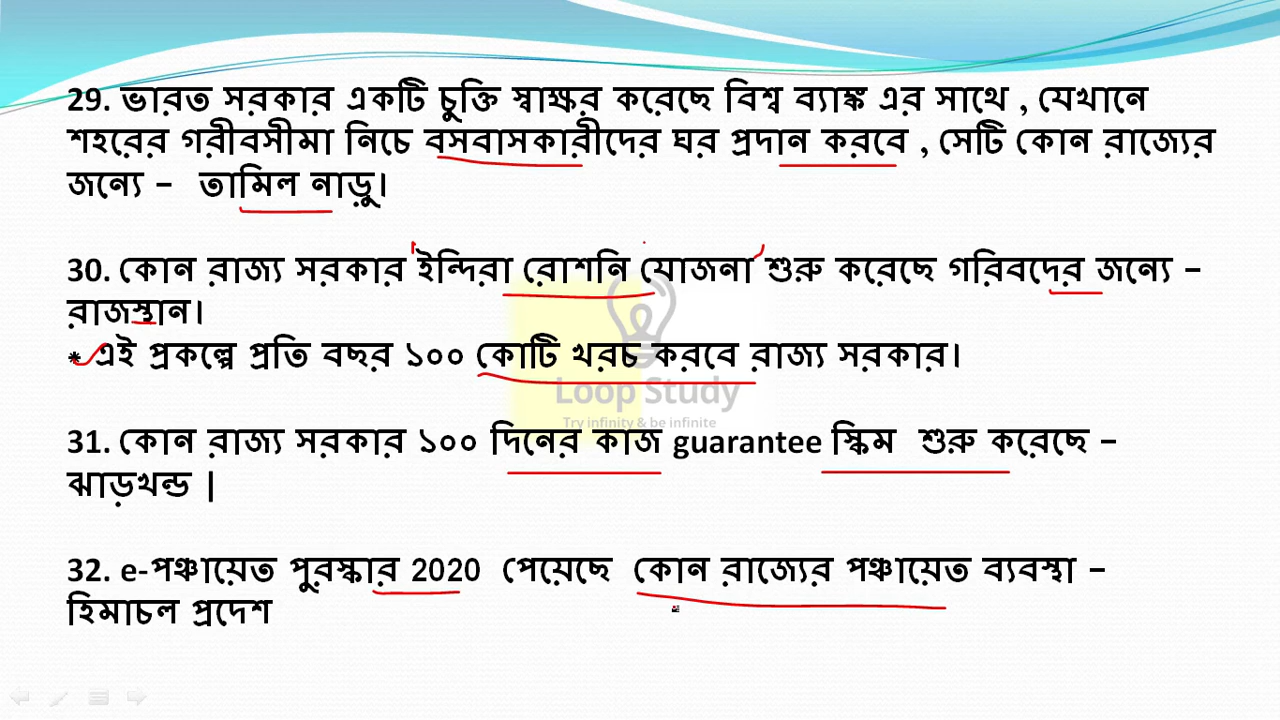 29. ভারত সরকার একটি চুক্তি স্বাক্ষর করেছে বিশ্ব ব্যাঙ্ক এর সাথে , যেখানে
শহরের গরীবসীমা নিচে বসবাসকারীদের ঘর প্রদান করবে , সেটি কোন রাজ্যের
জন্যে – তামিল নাড়ু।
30. কোন রাজ্য সরকার ইন্দিরা রোশনি যোজনা শুরু করেছে গরিবদের জন্যে –
রাজস্থান।
* এই প্রকল্পে প্রতি বছর ১০০ কোটি খরচ করবে রাজ্য সরকার।
Loop Study
Try infinity & be infinite
31. কোন রাজ্য সরকার ১০০ দিনের কাজ guarantee স্কিম শুরু করেছে –
ঝাড়খন্ড |
32. e-পঞ্চায়েত পুরস্কার 2020 পেয়েছে কোন রাজ্যের পঞ্চায়েত ব্যবস্থা –
হিমাচল প্রদেশ